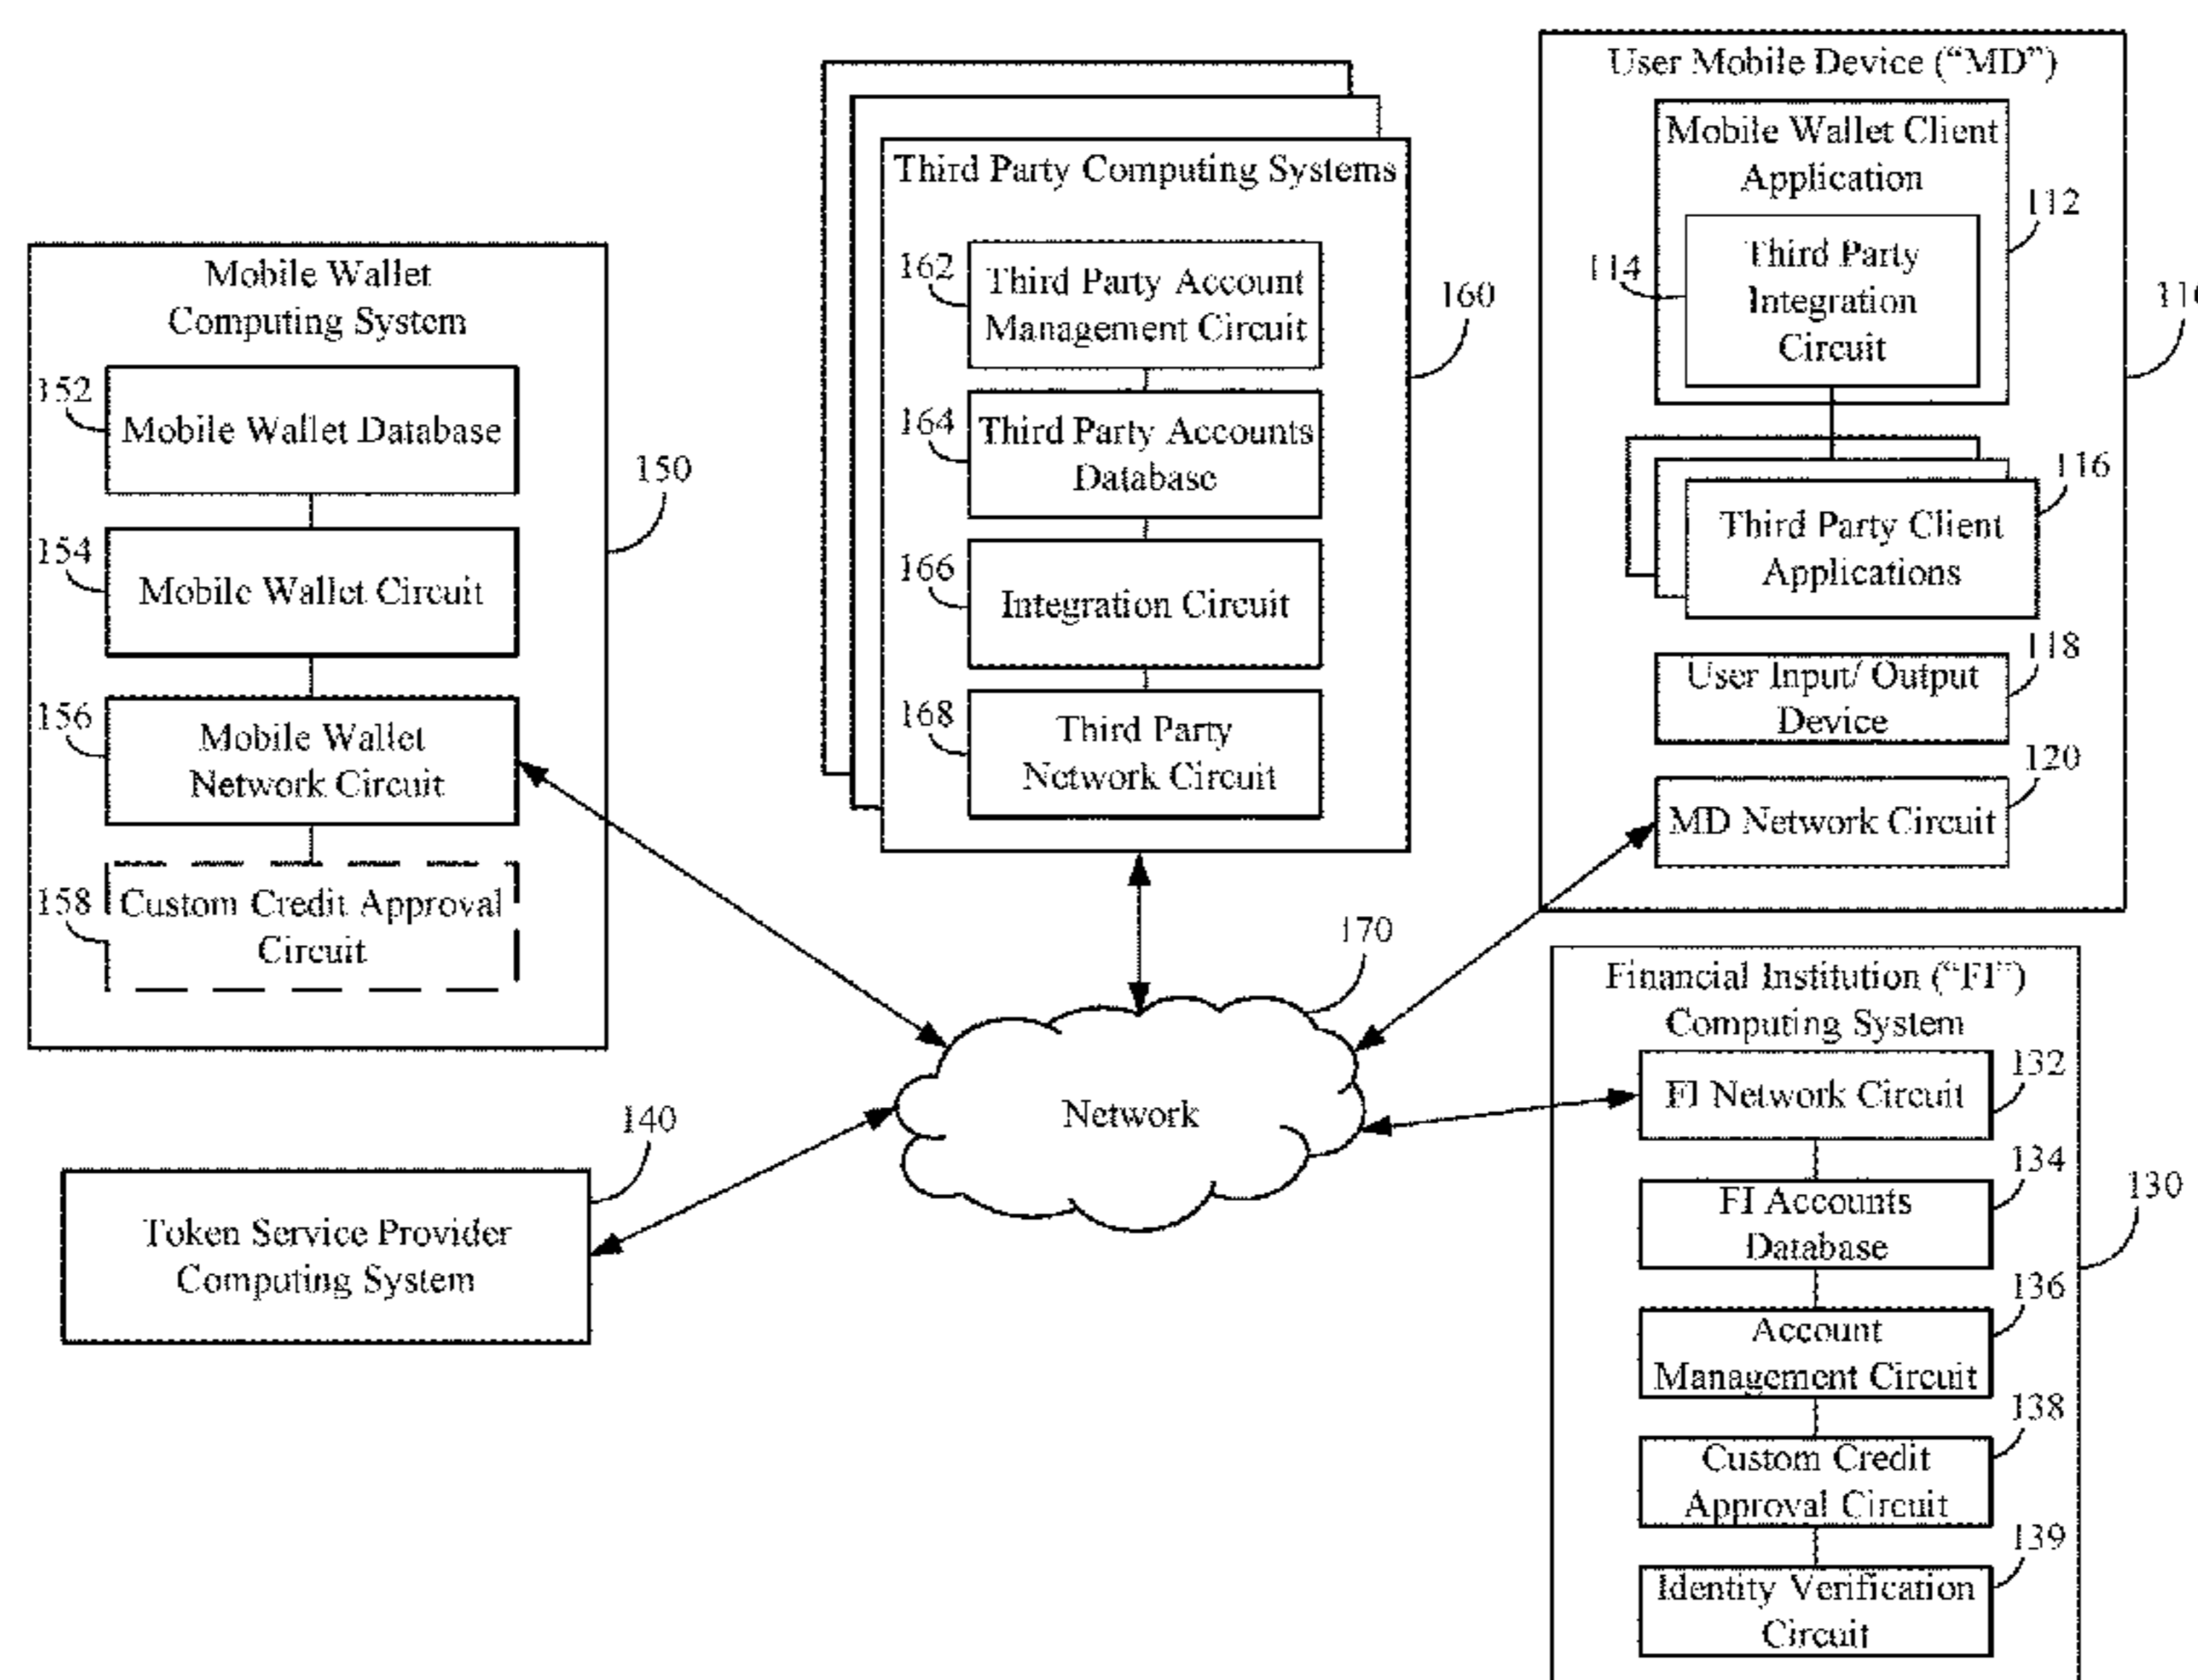 Mobile Wallet
Computing System
152
Mobile Wallet Database
150
154
Mobile Wallet Circuit
156
Mobile Wallet
Network Circuit
158
Custom Credit Approval
Circuit
Third Party Computing Systems
162
Third Party Account
Management Circuit
160
164
Third Party Accounts
Database
166
Integration Circuit
168
Third Party
Network Circuit
User Mobile Device (“MD”)
Mobile Wallet Client
Application
112
114
Third Party
Integration
Circuit
116
Third Party Client
Applications
118
User Input/ Output
Device
120
MD Network Circuit
170
Network
140
Token Service Provider
Computing System
Financial Institution (“FI”)
Computing System
132
FI Network Circuit
134
FI Accounts
Database
130
136
Account
Management Circuit
138
Custom Credit
Approval Circuit
139
Identity Verification
Circuit